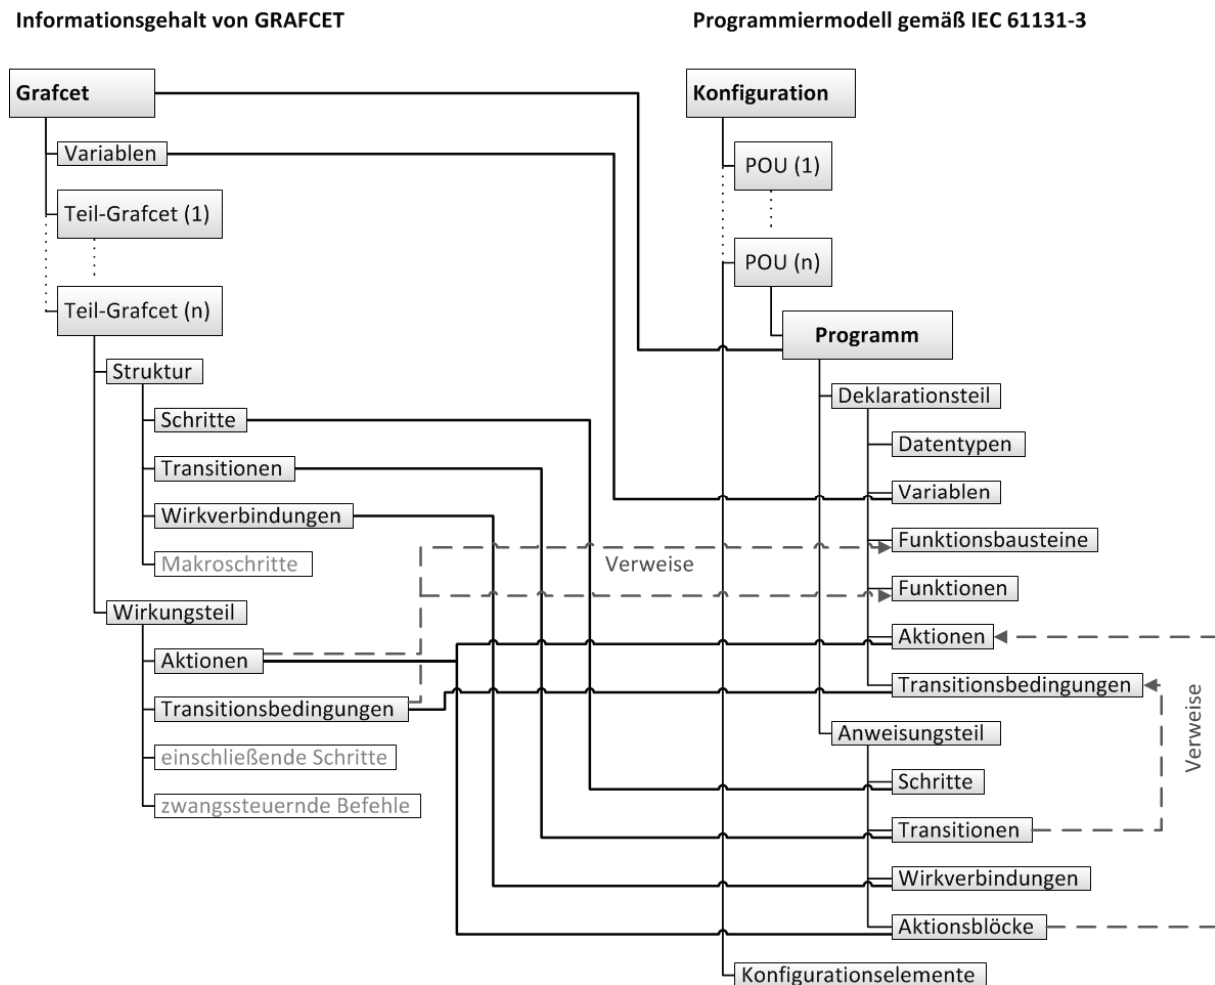 Informationsgehalt von GRAFCET
Grafcet
Variablen
Teil-Grafcet (1)
Teil-Grafcet (n)
Struktur
Schritte
Transitionen
Wirkverbindungen
Makroschritte
Wirkungsteil
Aktionen
Transitionsbedingungen
einschließende Schritte
zwangssteuernde Befehle
Verweise
Programmiermodell gemäß IEC 61131-3
Konfiguration
POU (1)
POU (n)
Programm
Deklarationsteil
Datentypen
Variablen
Funktionsbausteine
Funktionen
Aktionen
Transitionsbedingungen
Anweisungsteil
Schritte
Transitionen
Wirkverbindungen
Aktionsblöcke
Konfigurationselemente
Verweise